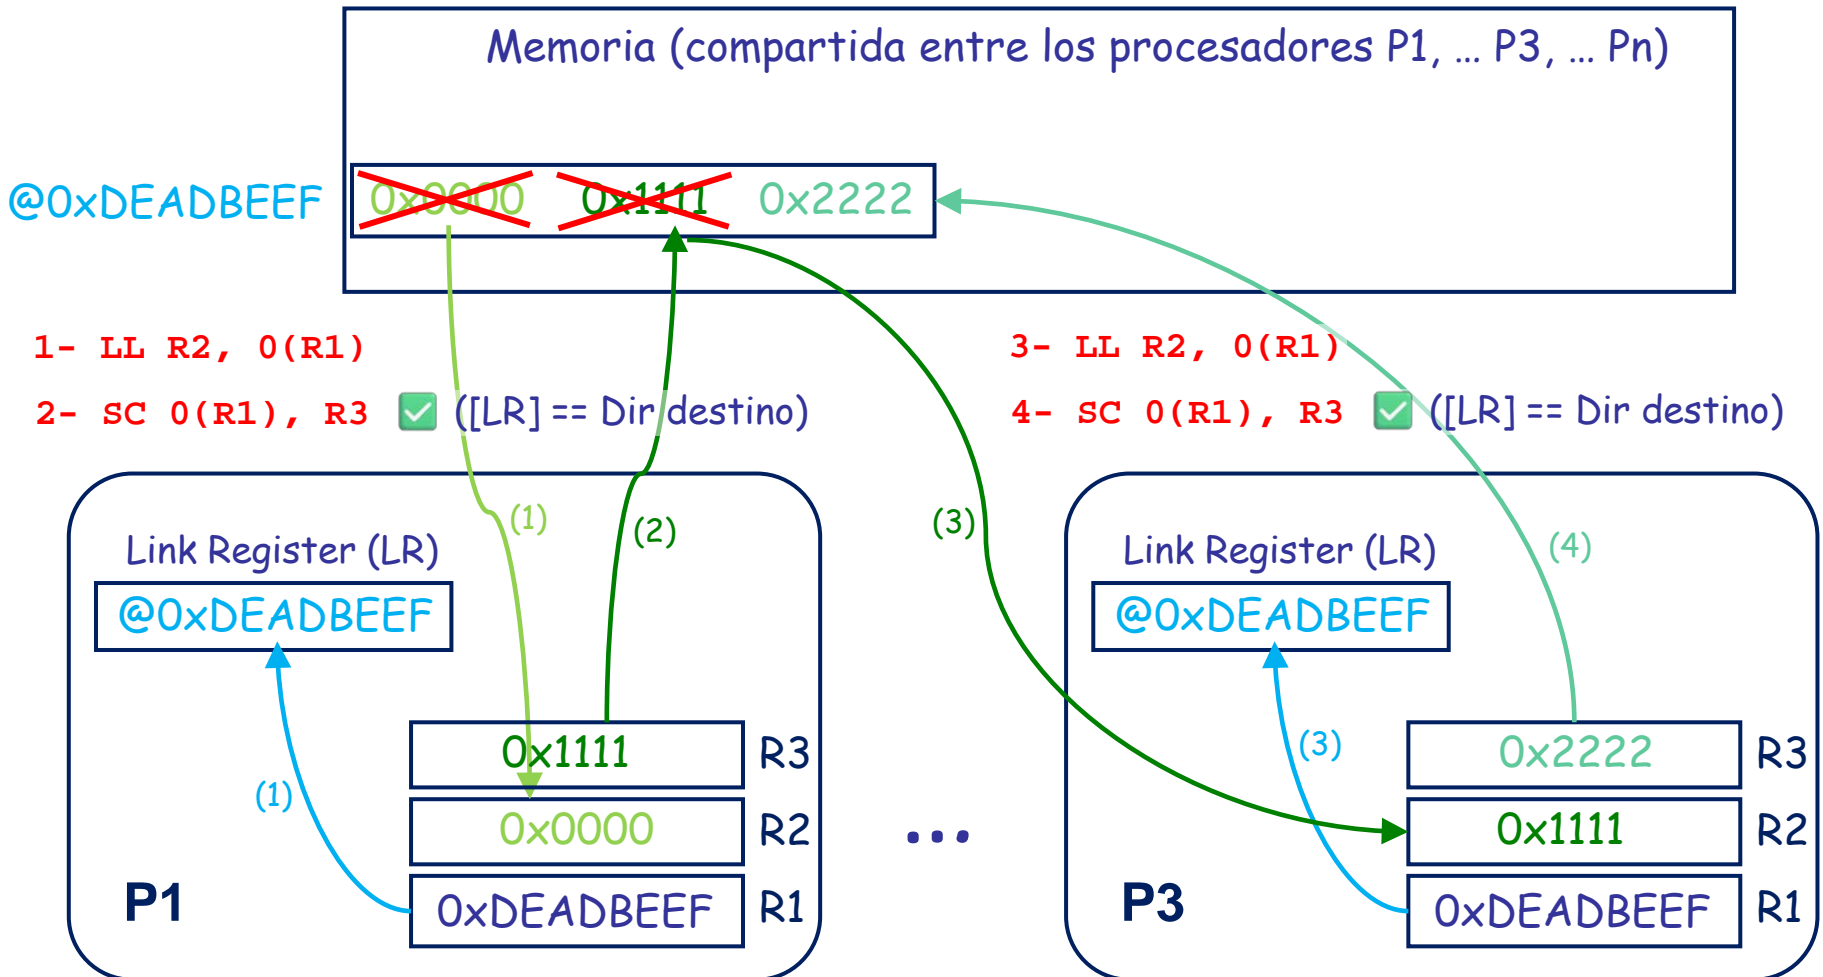 Memoria (compartida entre los procesadores P1, ... P3, ... Pn)
@0xDEADBEEF
0x0000 0x1111 0x2222
1- LL R2, 0(R1)
2- SC 0(R1), R3 ✅ ([LR] == Dir destino)
3- LL R2, 0(R1)
4- SC 0(R1), R3 ✅ ([LR] == Dir destino)
(1)
(2)
(3)
(4)
Link Register (LR)
@0xDEADBEEF
(1)
0x1111 R3
0x0000 R2
0xDEADBEEF R1
P1
...
Link Register (LR)
@0xDEADBEEF
(3)
0x2222 R3
0x1111 R2
0xDEADBEEF R1
P3